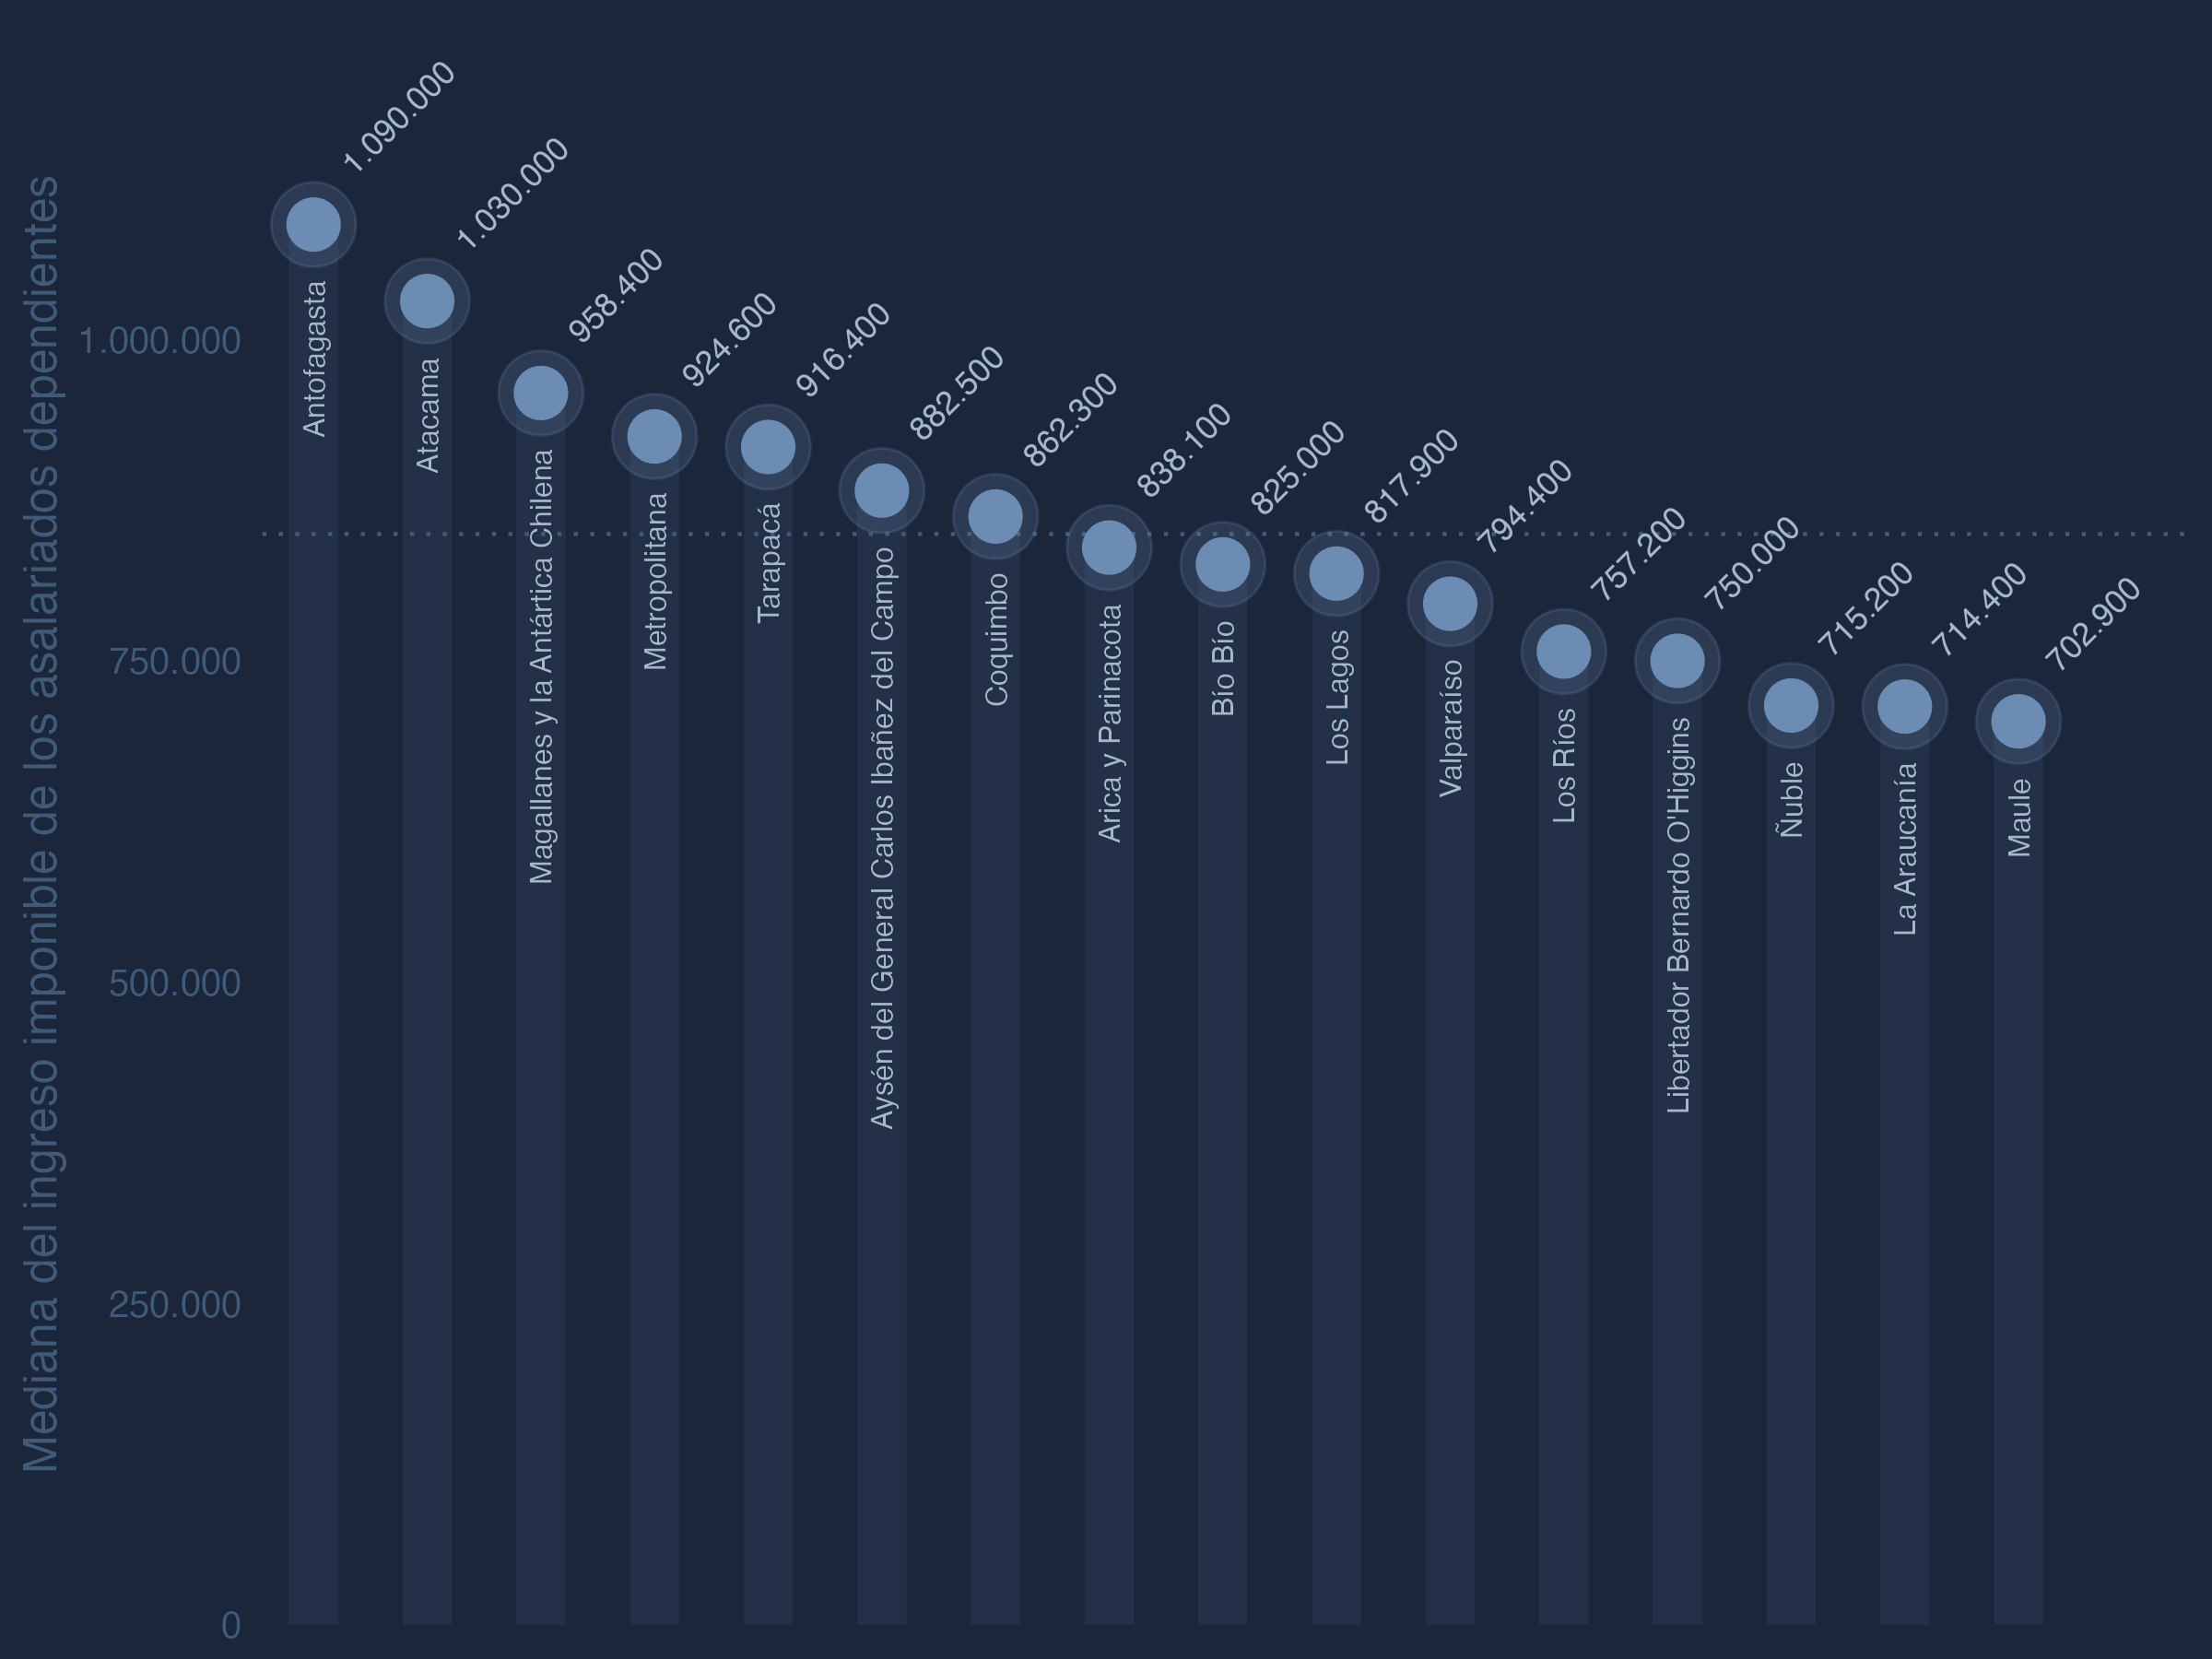 Mediana del ingreso imponible de los asalariados dependientes
1.000.000
750.000
500.000
250.000
0
1.090.000
Antofagasta
1.030.000
Atacama
958.400
Magallanes y la Antártica Chilena
924.600
Metropolitana
916.400
Tarapacá
882.500
Aysén del General Carlos Ibañez del Campo
862.300
Coquimbo
838.100
Arica y Parinacota
825.000
Bío Bío
817.900
Los Lagos
794.400
Valparaíso
757.200
Los Ríos
750.000
Libertador Bernardo O'Higgins
715.200
Ñuble
714.400
La Araucanía
702.900
Maule